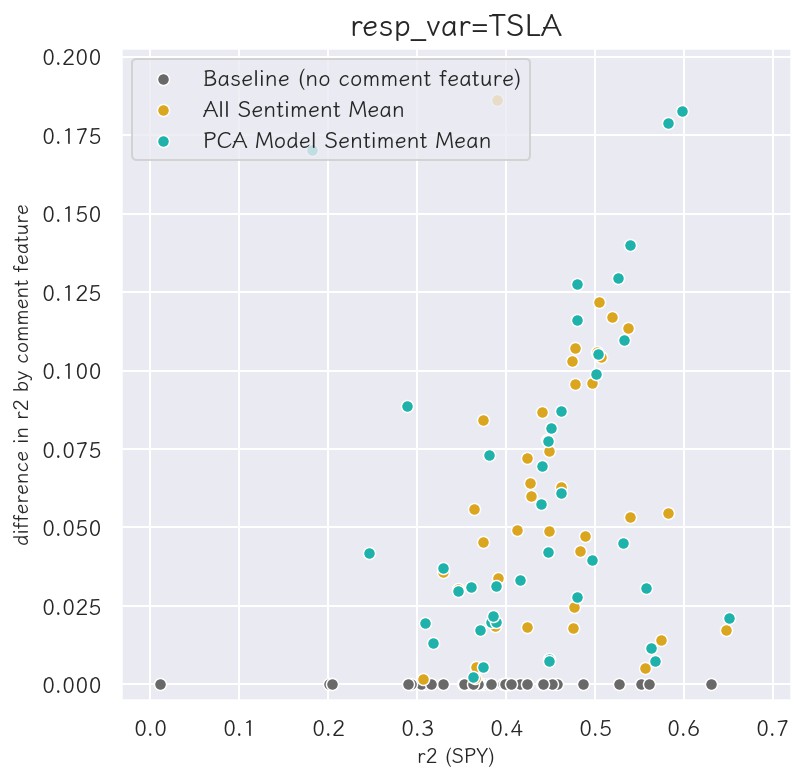 resp_var=TSLA
Baseline (no comment feature)
All Sentiment Mean
PCA Model Sentiment Mean
difference in r2 by comment feature
0.200
0.175
0.150
0.125
0.100
0.075
0.050
0.025
0.000
0.0 0.1 0.2 0.3 0.4 0.5 0.6 0.7
r2 (SPY)